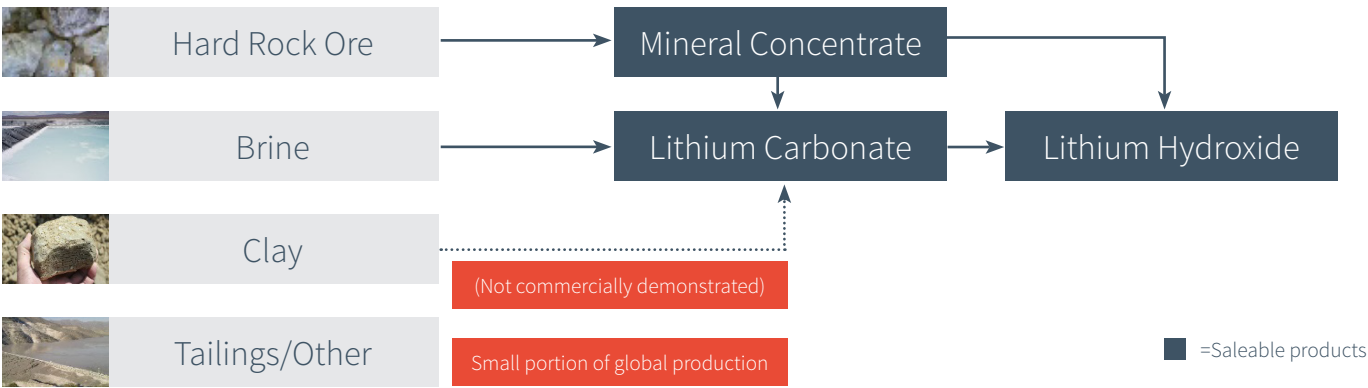 Hard Rock Ore
Mineral Concentrate
Brine
Lithium Carbonate
Lithium Hydroxide
Clay
(Not commercially demonstrated)
Tailings/Other
Small portion of global production
=Saleable products